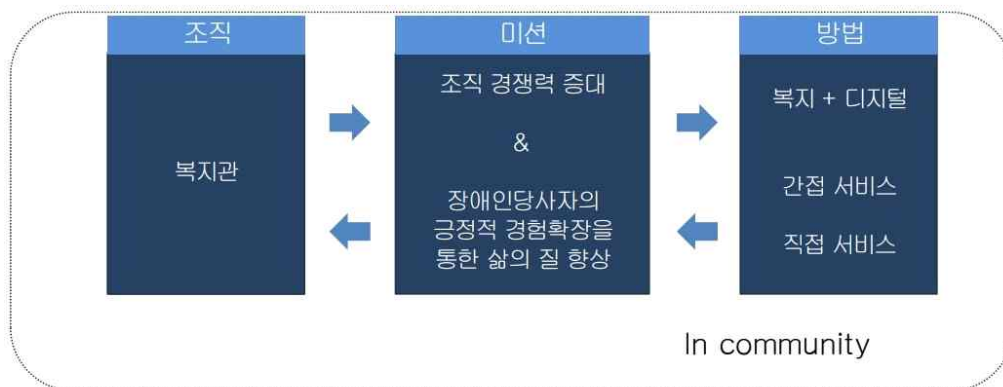 조직
복지관
미션
조직 경쟁력 증대
&
장애인당사자의
긍정적 경험확장을
통한 삶의 질 향상
방법
복지 + 디지털
간접 서비스
직접 서비스
In community